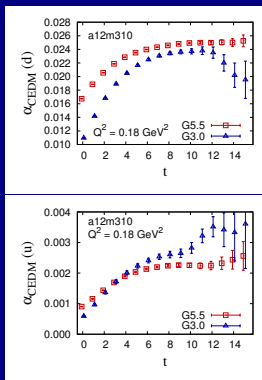 0.028
0.026
0.024
0.022
0.020
0.018
0.016
0.014
0.012
0.010
α_CEDM (d)
a12m310
Q² = 0.18 GeV²
G5.5
G3.0
0 2 4 6 8 10 12 14
t
0.004
0.003
0.002
0.001
0.000
α_CEDM (u)
a12m310
Q² = 0.18 GeV²
G5.5
G3.0
0 2 4 6 8 10 12 14
t